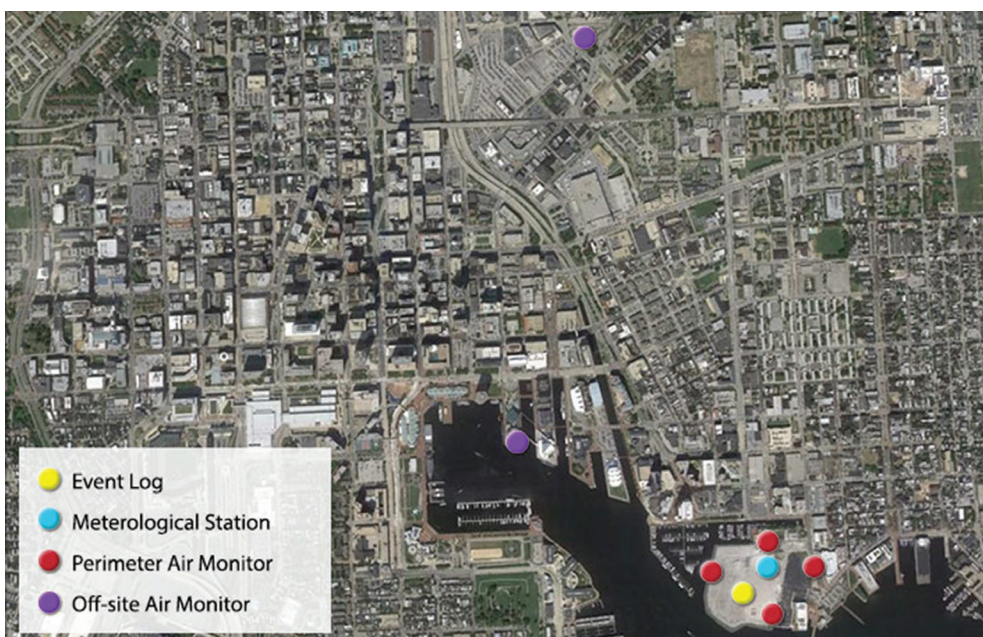 Event Log
Meterological Station
Perimeter Air Monitor
Off-site Air Monitor